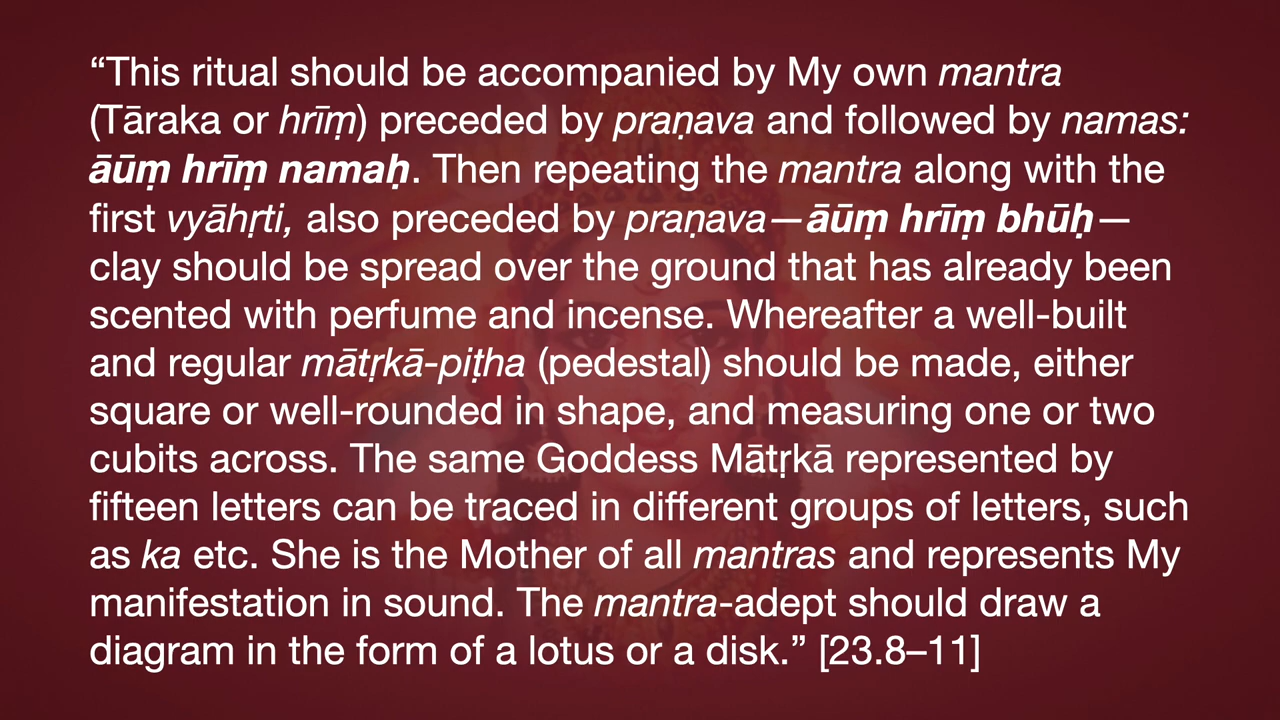 “This ritual should be accompanied by My own mantra
(Tāraka or hrīṃ) preceded by praṇava and followed by namas:
āūṃ hrīṃ namaḥ. Then repeating the mantra along with the
first vyāhṛti, also preceded by praṇava—āūṃ hrīṃ bhūḥ—
clay should be spread over the ground that has already been
scented with perfume and incense. Whereafter a well-built
and regular mātṛkā-piṭha (pedestal) should be made, either
square or well-rounded in shape, and measuring one or two
cubits across. The same Goddess Mātṛkā represented by
fifteen letters can be traced in different groups of letters, such
as ka etc. She is the Mother of all mantras and represents My
manifestation in sound. The mantra-adept should draw a
diagram in the form of a lotus or a disk.” [23.8–11]